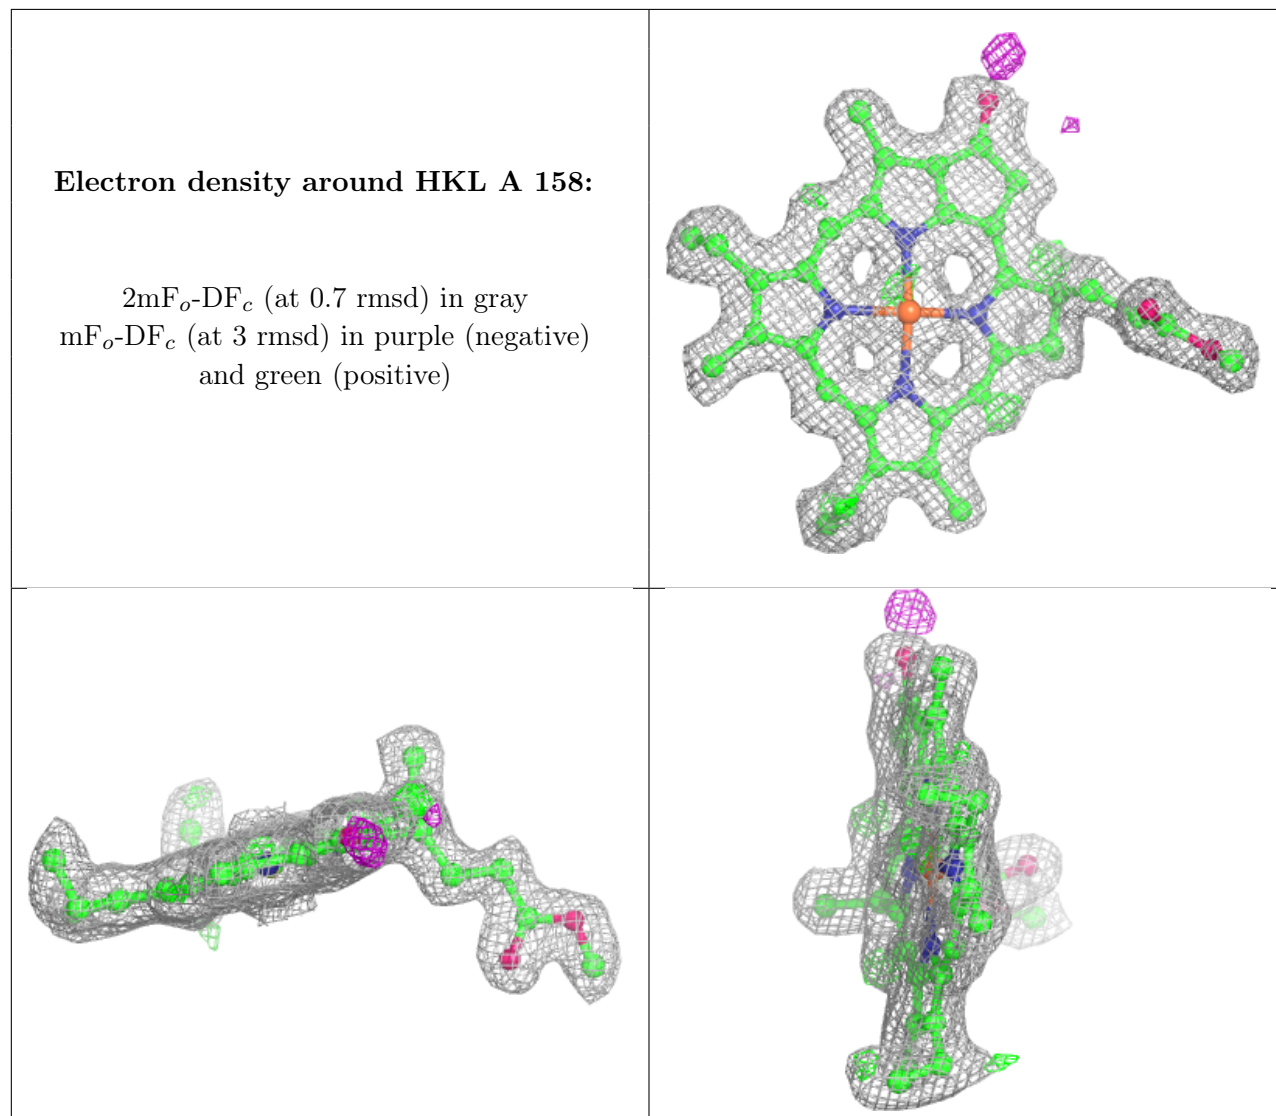 Electron density around HKL A 158:
2mFₒ-DF𝒸 (at 0.7 rmsd) in gray
mFₒ-DF𝒸 (at 3 rmsd) in purple (negative)
and green (positive)